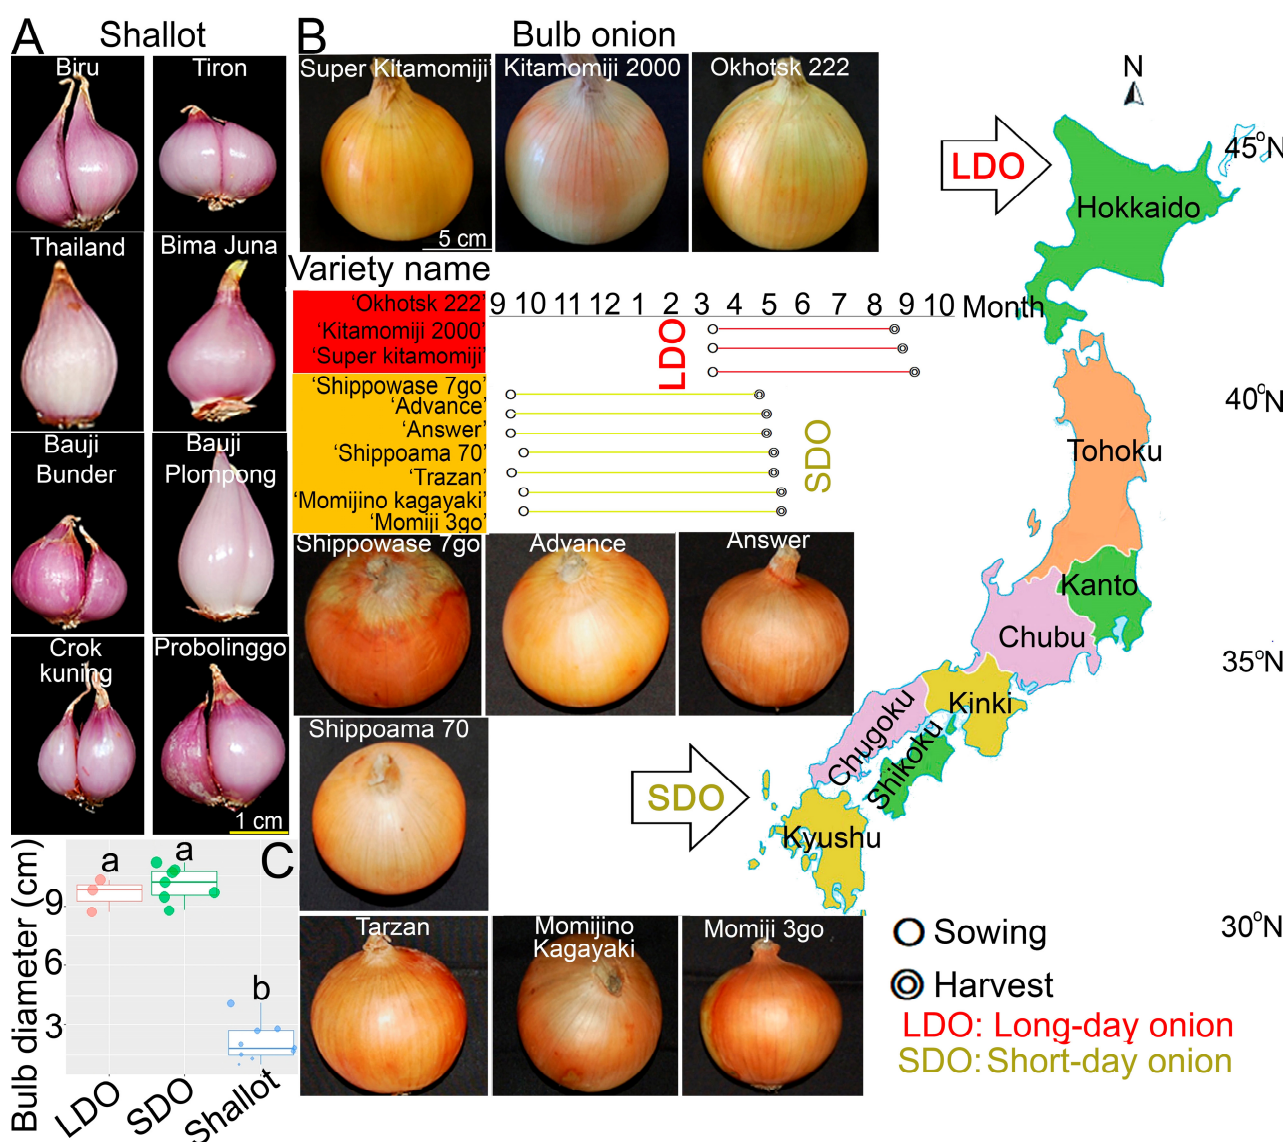 A
Shallot
Biru
Tiron
Thailand
Bima Juna
Bauji
Bunder
Bauji
Plompong
Crok
kuning
Probolinggo
1 cm
B
Bulb onion
Super Kitamomiji'
Kitamomiji 2000
Okhotsk 222
5 cm
Variety name
9 10 11 12 1 2 3 4 5 6 7 8 9 10 Month
'Okhotsk 222'
'Kitamomiji 2000'
'Super kitamomiji'
LDO
'Shippowase 7go'
'Advance'
'Answer'
'Shippoama 70'
'Trazan'
'Momijino kagayaki'
'Momiji 3go'
SDO
Shippowase 7go
Advance
Answer
Shippoama 70
Tarzan
Momijino
Kagayaki
Momiji 3go
N
LDO
45°N
Hokkaido
40°N
Tohoku
Kanto
Chubu
35°N
Kinki
Chugoku
Shikoku
SDO
Kyushu
30°N
Sowing
Harvest
LDO: Long-day onion
SDO: Short-day onion
C
Bulb diameter (cm)
9
6
3
a
a
b
LDO
SDO
Shallot